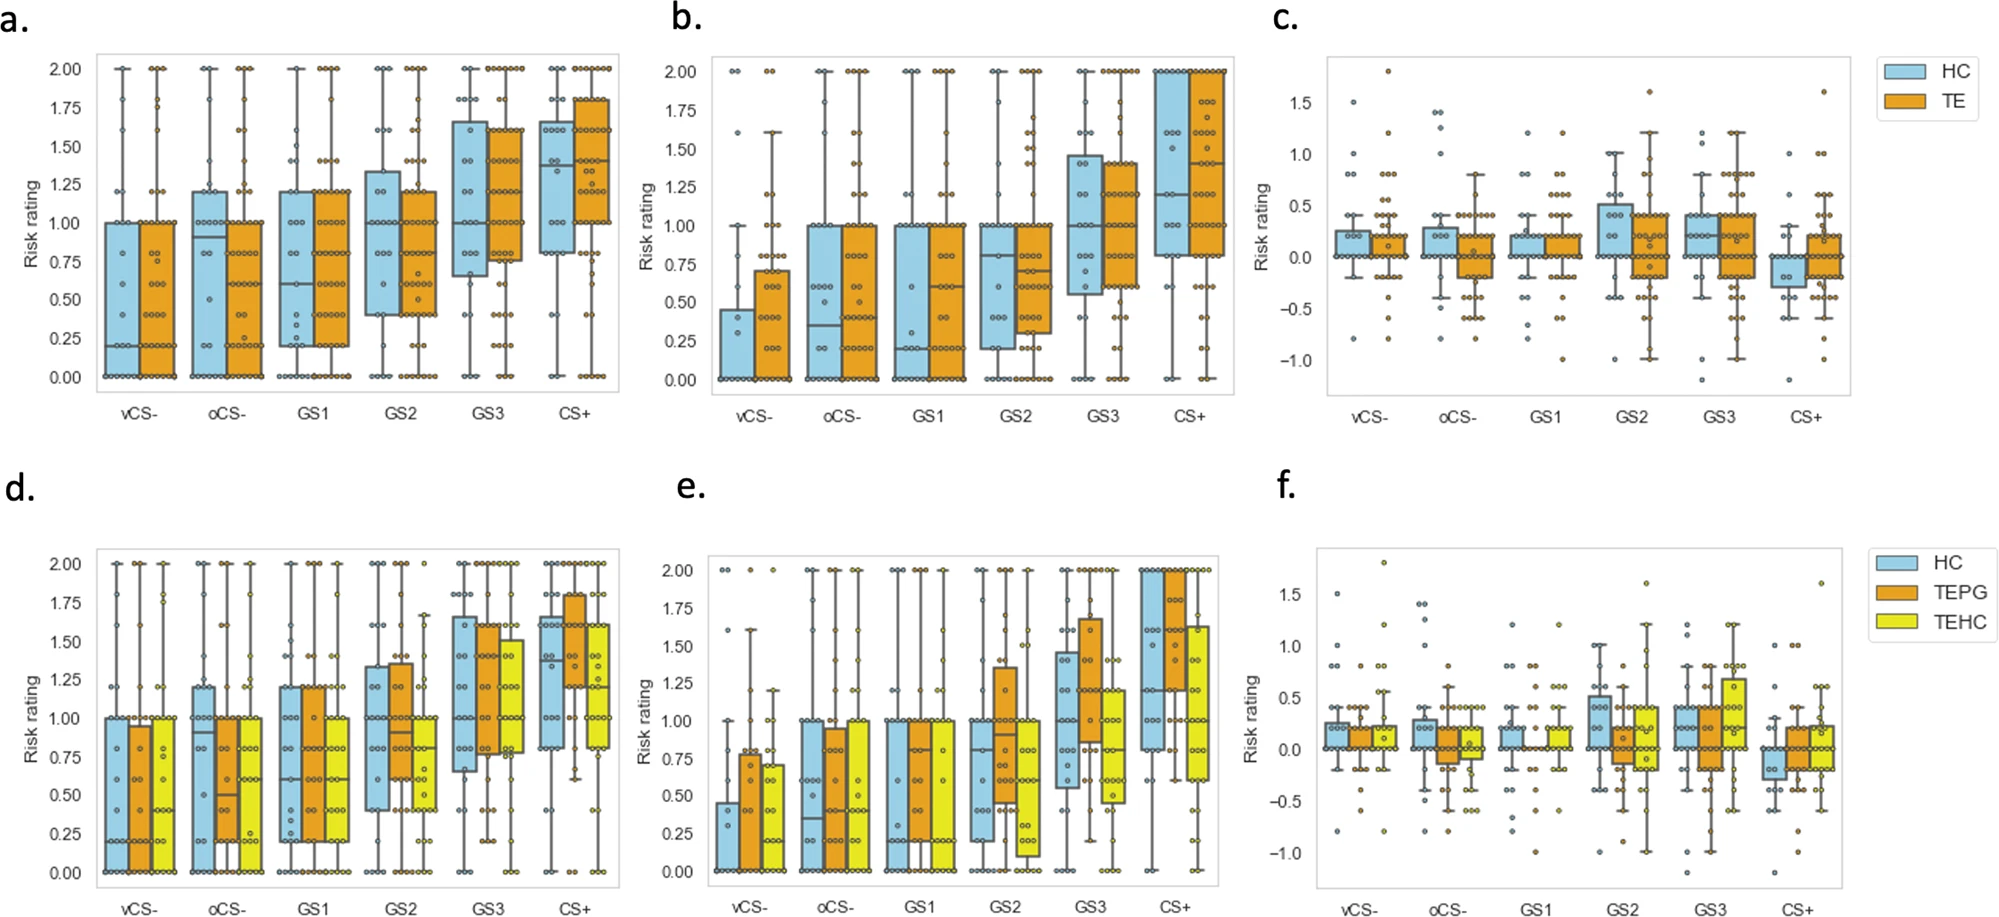 a.
b.
c.
2.00
1.75
1.50
1.25
1.00
0.75
0.50
0.25
0.00
Risk rating
vCS- oCS- GS1 GS2 GS3 CS+
2.00
1.75
1.50
1.25
1.00
0.75
0.50
0.25
0.00
Risk rating
vCS- oCS- GS1 GS2 GS3 CS+
1.5
1.0
0.5
0.0
−0.5
−1.0
Risk rating
vCS- oCS- GS1 GS2 GS3 CS+
HC
TE
d.
e.
f.
2.00
1.75
1.50
1.25
1.00
0.75
0.50
0.25
0.00
Risk rating
vCS- oCS- GS1 GS2 GS3 CS+
2.00
1.75
1.50
1.25
1.00
0.75
0.50
0.25
0.00
Risk rating
vCS- oCS- GS1 GS2 GS3 CS+
1.5
1.0
0.5
0.0
−0.5
−1.0
Risk rating
vCS- oCS- GS1 GS2 GS3 CS+
HC
TEPG
TEHC